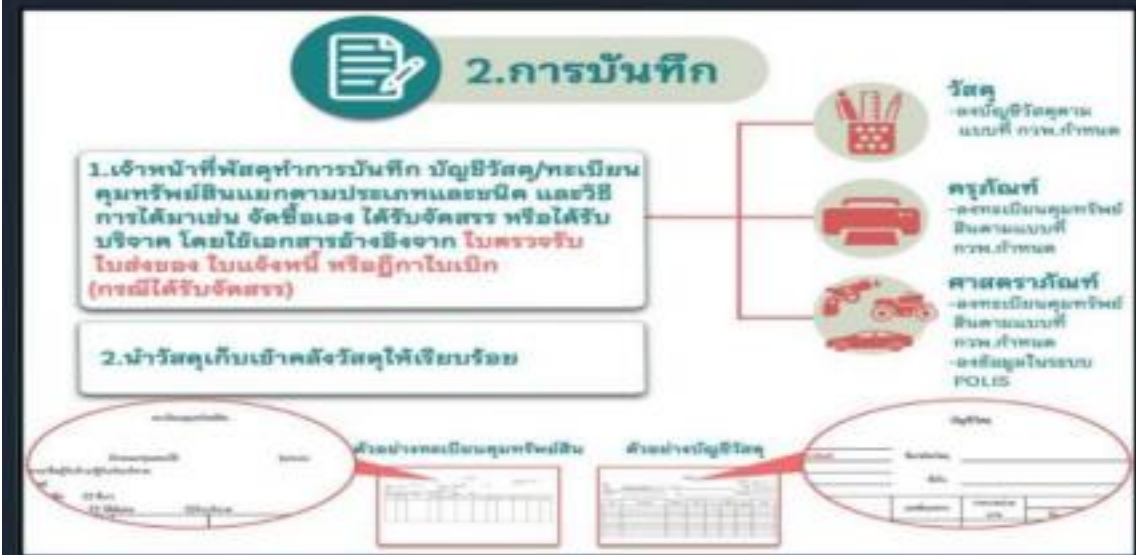 2.การบันทึก
1.เจ้าหน้าที่พัสดุทำการบันทึก บัญชีวัสดุ/ทะเบียน
คุมทรัพย์สินแยกตามประเภทและชนิด และวิธี
การได้มาเช่น จัดซื้อเอง ได้รับจัดสรร หรือได้รับ
บริจาค โดยใช้เอกสารอ้างอิงจาก ใบตรวจรับ
ใบส่งของ ใบแจ้งหนี้ หรือฎีกาใบเบิก
(กรณีได้รับจัดสรร)
2.นำวัสดุเก็บเข้าคลังวัสดุให้เรียบร้อย
วัสดุ
-ลงบัญชีวัสดุตาม
แบบที่ กวพ.กำหนด
ครุภัณฑ์
-ลงทะเบียนคุมทรัพย์
สินตามแบบที่
กวพ.กำหนด
ศาสตราภัณฑ์
-ลงทะเบียนคุมทรัพย์
สินตามแบบที่
กวพ.กำหนด
-ลงข้อมูลในระบบ
POLIS
ตัวอย่างทะเบียนคุมทรัพย์สิน
ตัวอย่างบัญชีวัสดุ
ทะเบียนคุมทรัพย์สิน
บัญชีวัสดุ